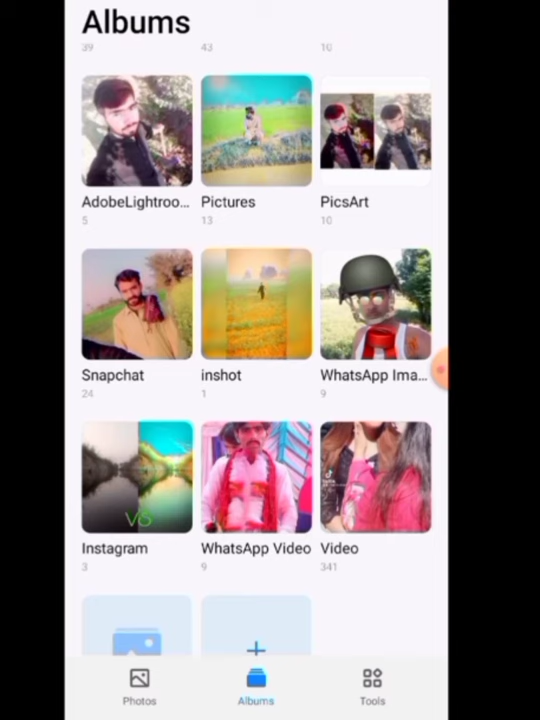 Albums
39 43 10
AdobeLightroo... Pictures PicsArt
5 13 10
Snapchat inshot WhatsApp Ima...
24 1 9
V8
Instagram WhatsApp Video Video
3 9 341
Photos Albums Tools